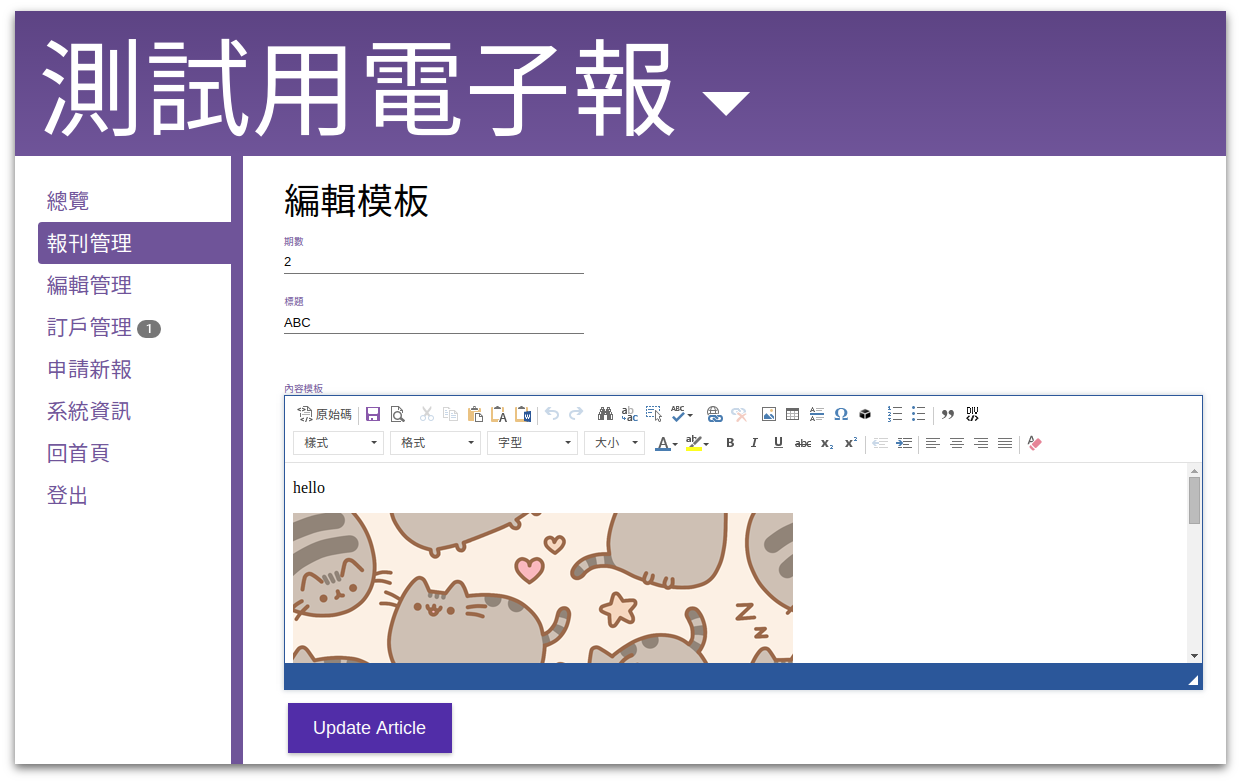 測試用電子報
總覽
報刊管理
編輯管理
訂戶管理 1
申請新報
系統資訊
回首頁
登出
編輯模板
期數
2
標題
ABC
內容模板
原始碼
樣式 格式 字型 大小
hello
Z
z
Update Article